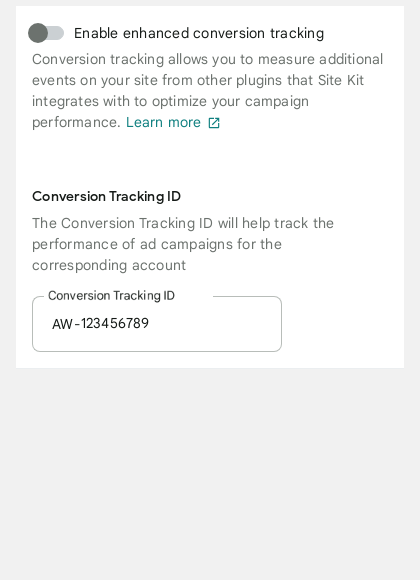 Enable enhanced conversion tracking
Conversion tracking allows you to measure additional
events on your site from other plugins that Site Kit
integrates with to optimize your campaign
performance. Learn more
Conversion Tracking ID
The Conversion Tracking ID will help track the
performance of ad campaigns for the
corresponding account
Conversion Tracking ID
AW-123456789